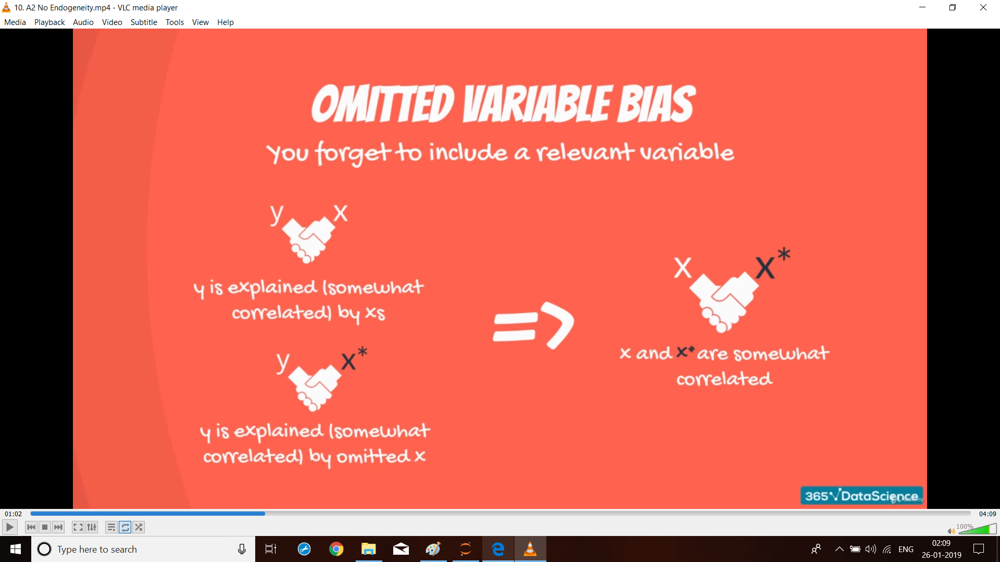 10. A2 No Endogeneity.mp4 - VLC media player
Media Playback Audio Video Subtitle Tools View Help
OMITTED VARIABLE BIAS
You forget to include a relevant variable
y x
y is explained (somewhat
correlated) by xs
y x*
y is explained (somewhat
correlated) by omitted x
=>
x x*
x and x* are somewhat
correlated
365 DataScience
01:02
04:09
100%
Type here to search
ENG
02:09
26-01-2019